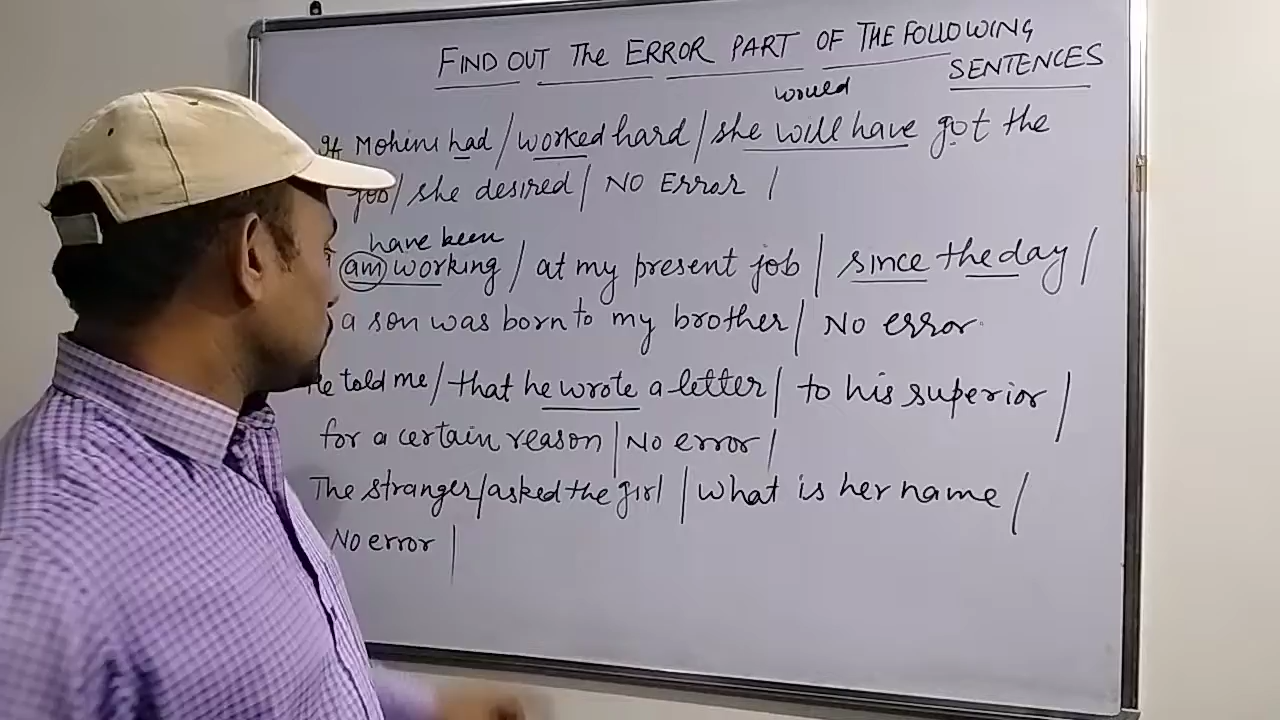 FIND OUT The ERROR PART OF THE FOLLOWING
SENTENCES
would
If Mohini had / worked hard / she will have got the
job / she desired / NO ERROR /
have been
am working / at my present job / since the day /
a son was born to my brother / No error
He told me / that he wrote a letter / to his superior /
for a certain reason / No error /
The stranger / asked the girl / what is her name /
No error /